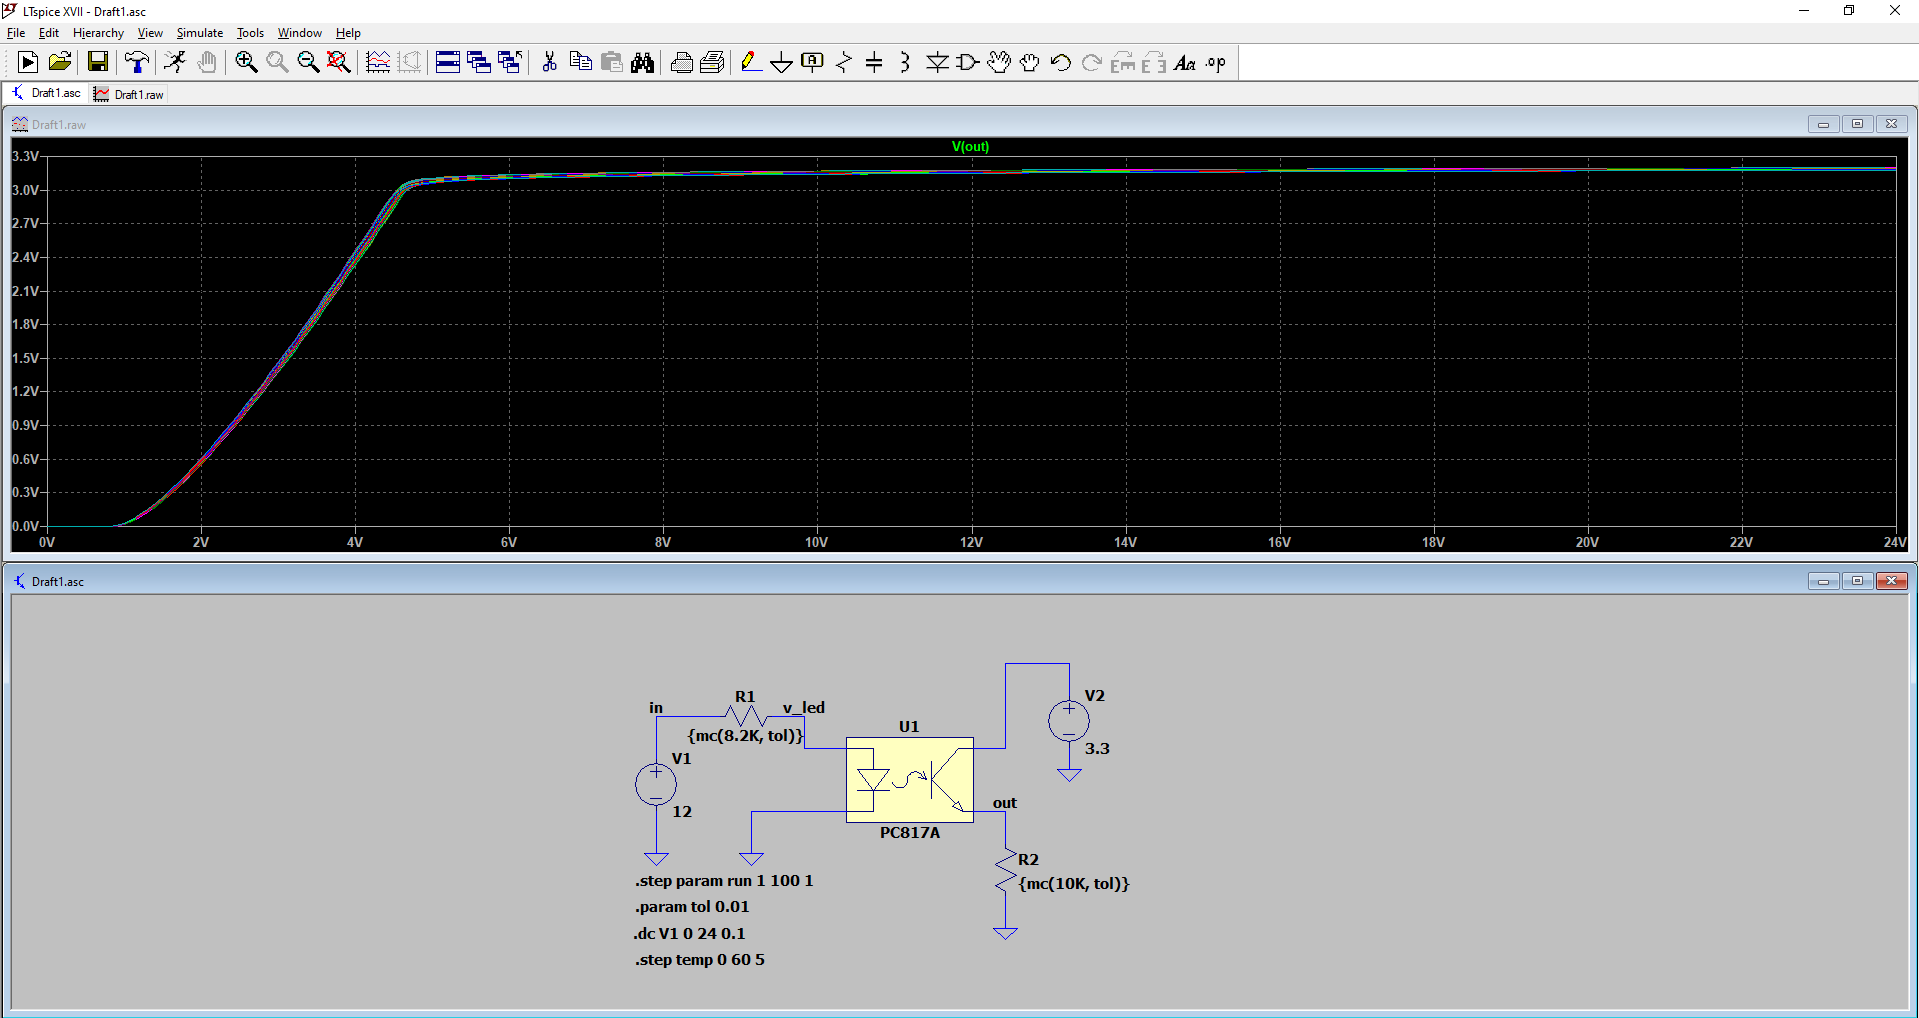 LTspice XVII - Draft1.asc
File Edit Hierarchy View Simulate Tools Window Help
Draft1.asc Draft1.raw
Draft1.raw
V(out)
3.3V
3.0V
2.7V
2.4V
2.1V
1.8V
1.5V
1.2V
0.9V
0.6V
0.3V
0.0V
0V 2V 4V 6V 8V 10V 12V 14V 16V 18V 20V 22V 24V
Draft1.asc
in
R1
v_led
{mc(8.2K, tol)}
V1
12
U1
PC817A
V2
3.3
out
R2
{mc(10K, tol)}
.step param run 1 100 1
.param tol 0.01
.dc V1 0 24 0.1
.step temp 0 60 5